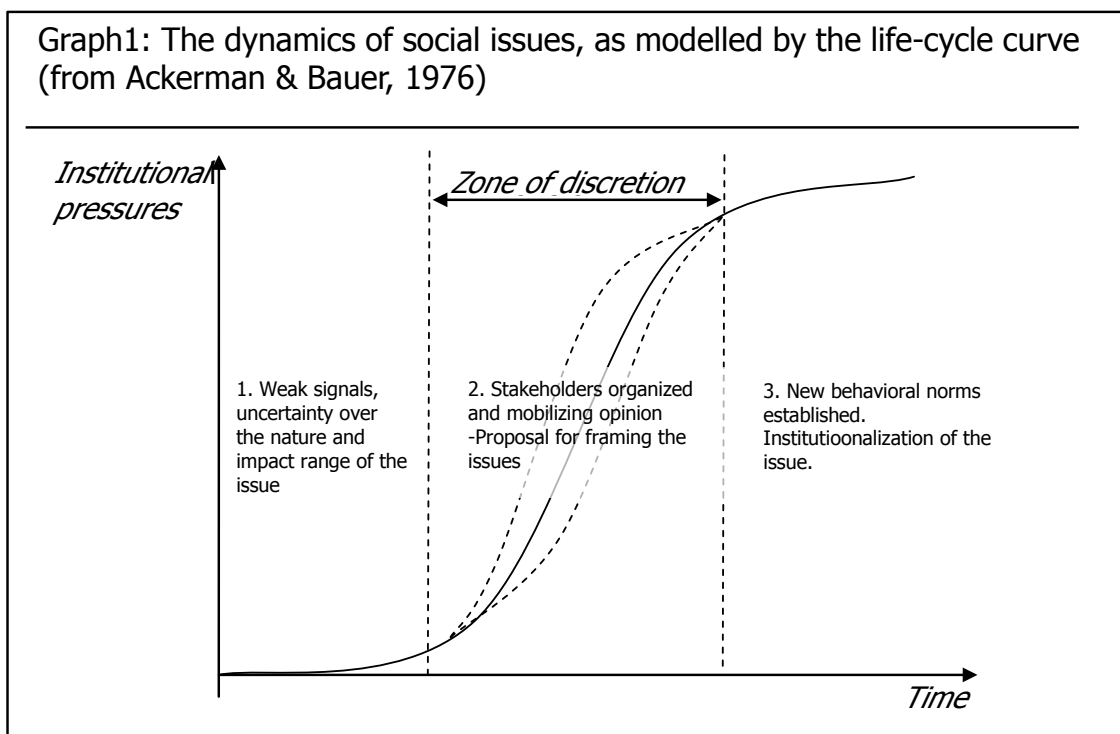 Graph1: The dynamics of social issues, as modelled by the life-cycle curve
(from Ackerman & Bauer, 1976)
Institutional
pressures
Zone of discretion
1. Weak signals,
uncertainty over
the nature and
impact range of the
issue
2. Stakeholders organized
and mobilizing opinion
-Proposal for framing the
issues
3. New behavioral norms
established.
Institutioonalization of the
issue.
Time